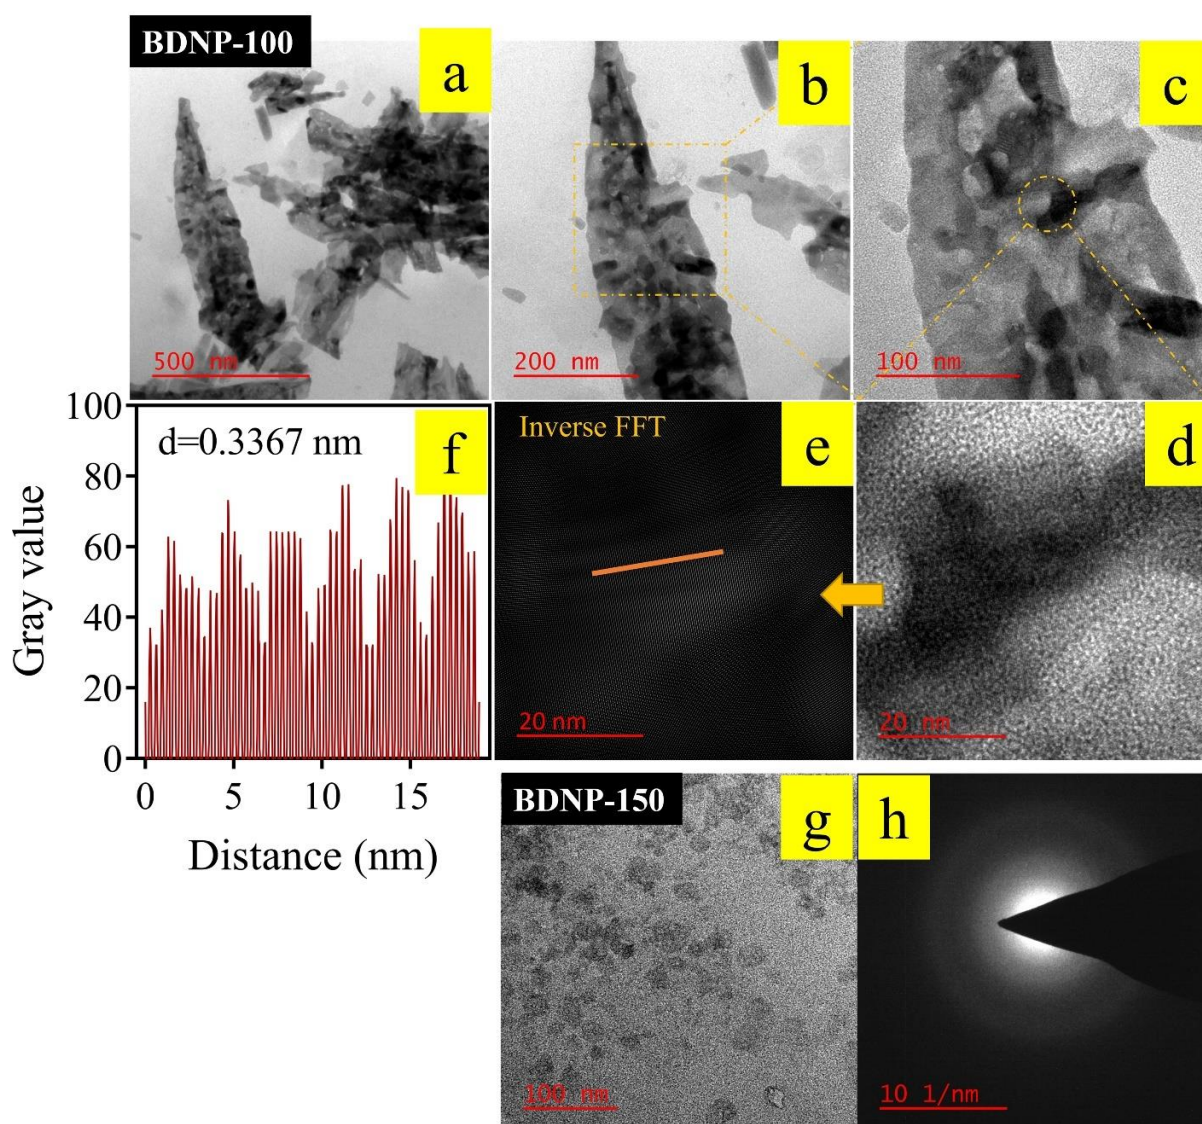 BDNP-100
a
b
c
500 nm
200 nm
100 nm
100
80
60
40
20
0
Gray value
d=0.3367 nm
f
0
5
10
15
Distance (nm)
Inverse FFT
e
20 nm
d
20 nm
BDNP-150
g
h
100 nm
10 1/nm